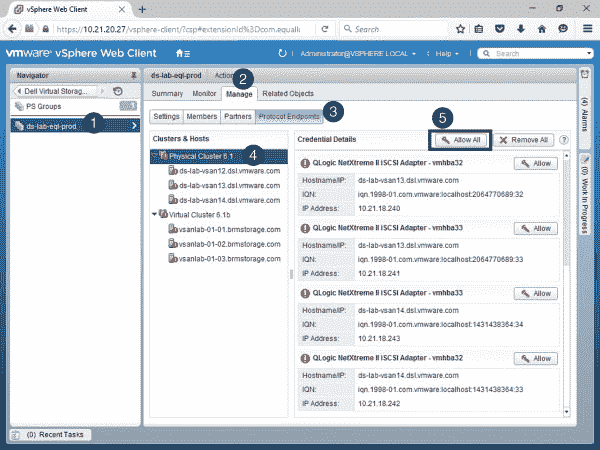 vSphere Web Client
https://10.21.20.27/vsphere-client/?csp#extensionId%3Dcom.equalk
Search
vmware® vSphere Web Client
Administrator@VSPHERE LOCAL
Help
Search
Navigator
Dell Virtual Storag...
PS Groups
ds-lab-eql-prod
1
ds-lab-eql-prod
Actions
2
Summary Monitor Manage Related Objects
Settings Members Partners Protocol Endpoints
3
Clusters & Hosts
Physical Cluster 6.1
4
ds-lab-vsan12.dsl.vmware.com
ds-lab-vsan13.dsl.vmware.com
ds-lab-vsan14.dsl.vmware.com
Virtual Cluster 6.1b
vsanlab-01-01.brmstorage.com
vsanlab-01-02.brmstorage.com
vsanlab-01-03.brmstorage.com
5
Credential Details
Allow All
Remove All
QLogic NetXtreme II iSCSI Adapter - vmhba32
Allow
Hostname/IP: ds-lab-vsan12.dsl.vmware.com
IQN: iqn.1998-01.com.vmware:localhost:2064770689:32
IP Address: 10.21.18.240
QLogic NetXtreme II iSCSI Adapter - vmhba33
Allow
Hostname/IP: ds-lab-vsan13.dsl.vmware.com
IQN: iqn.1998-01.com.vmware:localhost:2064770689:33
IP Address: 10.21.18.241
QLogic NetXtreme II iSCSI Adapter - vmhba33
Allow
Hostname/IP: ds-lab-vsan14.dsl.vmware.com
IQN: iqn.1998-01.com.vmware:localhost:1431438364:34
IP Address: 10.21.18.243
QLogic NetXtreme II iSCSI Adapter - vmhba32
Allow
Hostname/IP: ds-lab-vsan14.dsl.vmware.com
IQN: iqn.1998-01.com.vmware:localhost:1431438364:33
IP Address: 10.21.18.242
(4) Alarms
(0) Work In Progress
(0) Recent Tasks